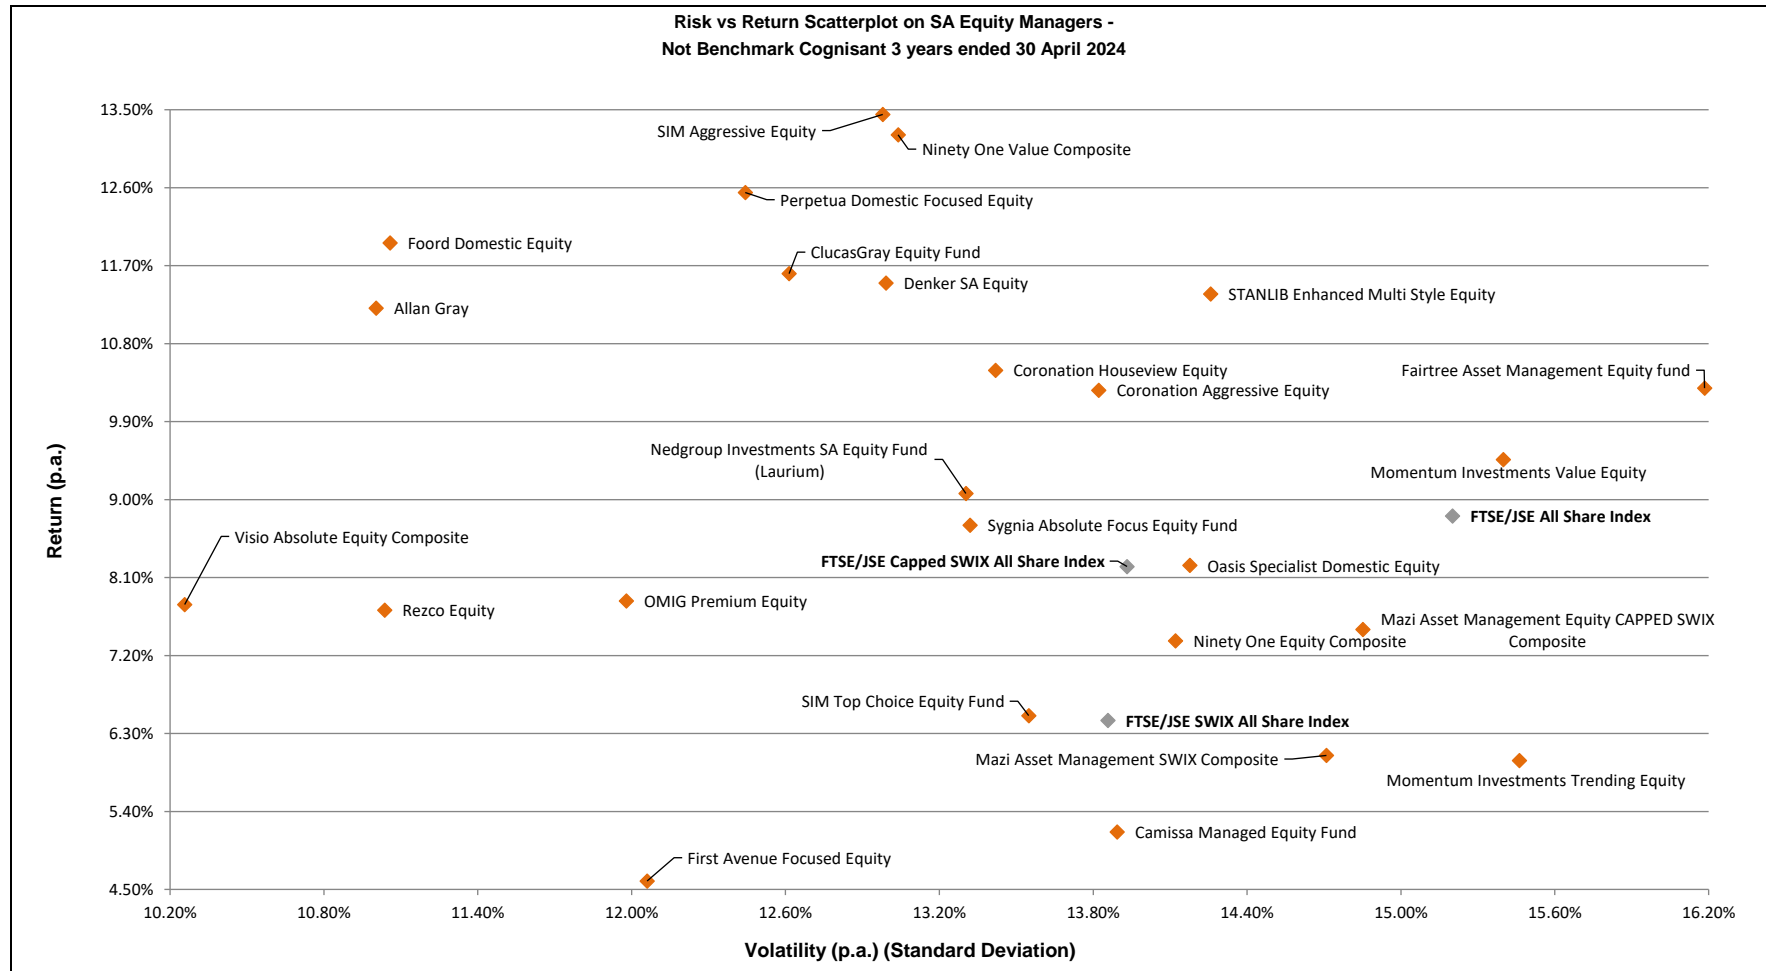 Risk vs Return Scatterplot on SA Equity Managers -
Not Benchmark Cognisant 3 years ended 30 April 2024
Return (p.a.)
13.50%
12.60%
11.70%
10.80%
9.90%
9.00%
8.10%
7.20%
6.30%
5.40%
4.50%
SIM Aggressive Equity
Ninety One Value Composite
Perpetua Domestic Focused Equity
Foord Domestic Equity
ClucasGray Equity Fund
Denker SA Equity
STANLIB Enhanced Multi Style Equity
Allan Gray
Coronation Houseview Equity
Fairtree Asset Management Equity fund
Coronation Aggressive Equity
Nedgroup Investments SA Equity Fund
(Laurium)
Momentum Investments Value Equity
FTSE/JSE All Share Index
Sygnia Absolute Focus Equity Fund
Visio Absolute Equity Composite
FTSE/JSE Capped SWIX All Share Index
Oasis Specialist Domestic Equity
OMIG Premium Equity
Rezco Equity
Mazi Asset Management Equity CAPPED SWIX
Composite
Ninety One Equity Composite
SIM Top Choice Equity Fund
FTSE/JSE SWIX All Share Index
Mazi Asset Management SWIX Composite
Momentum Investments Trending Equity
Camissa Managed Equity Fund
First Avenue Focused Equity
10.20%
10.80%
11.40%
12.00%
12.60%
13.20%
13.80%
14.40%
15.00%
15.60%
16.20%
Volatility (p.a.) (Standard Deviation)